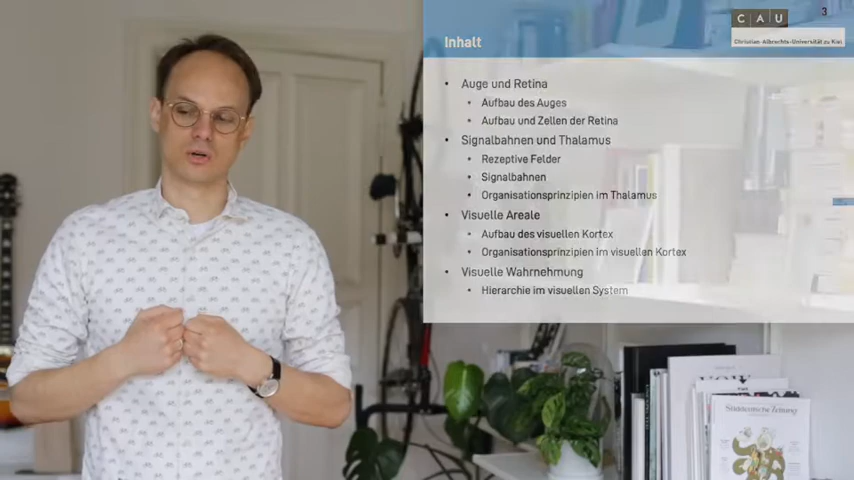 3
C A U
Christian-Albrechts-Universität zu Kiel
Inhalt
• Auge und Retina
• Aufbau des Auges
• Aufbau und Zellen der Retina
• Signalbahnen und Thalamus
• Rezeptive Felder
• Signalbahnen
• Organisationsprinzipien im Thalamus
• Visuelle Areale
• Aufbau des visuellen Kortex
• Organisationsprinzipien im visuellen Kortex
• Visuelle Wahrnehmung
• Hierarchie im visuellen System
Süddeutsche Zeitung